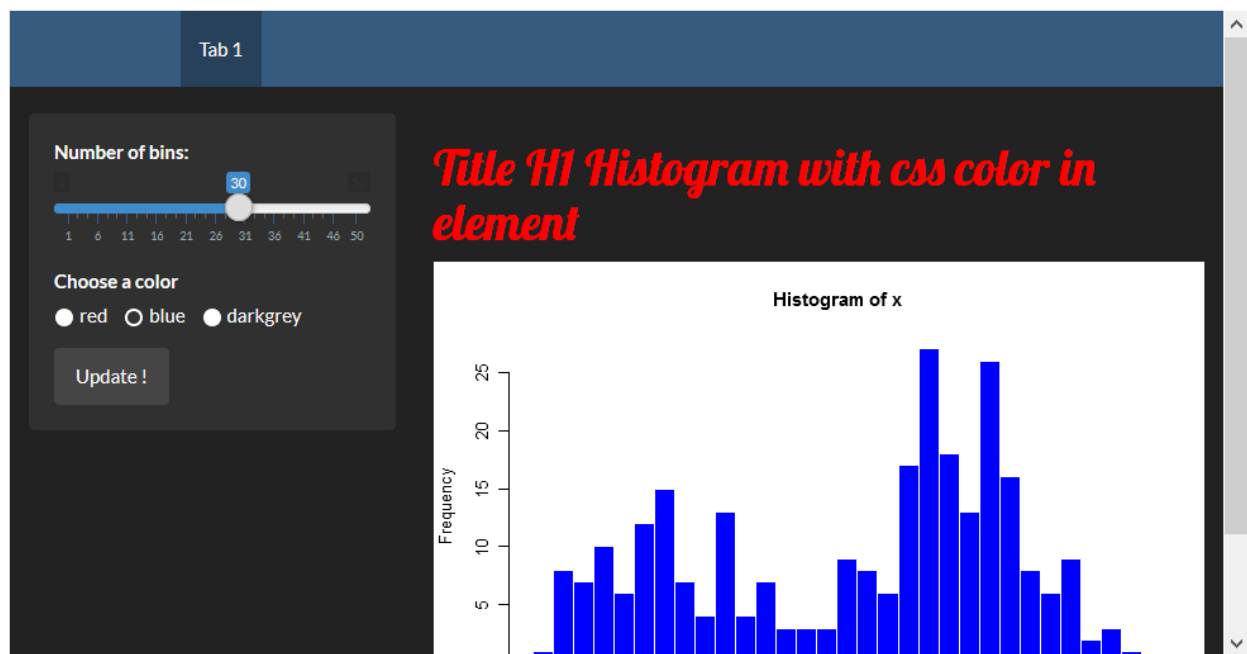 Tab 1
Number of bins:
30
1 6 11 16 21 26 31 36 41 46 50
Choose a color
red blue darkgrey
Update !
Title H1 Histogram with css color in
element
Histogram of x
Frequency
25
20
15
10
5